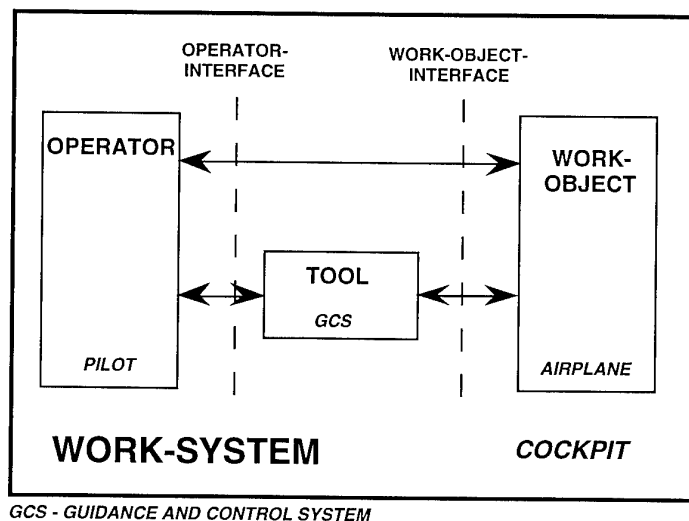 OPERATOR-
INTERFACE
WORK-OBJECT-
INTERFACE
OPERATOR
WORK-
OBJECT
TOOL
GCS
PILOT
AIRPLANE
WORK-SYSTEM
COCKPIT
GCS - GUIDANCE AND CONTROL SYSTEM